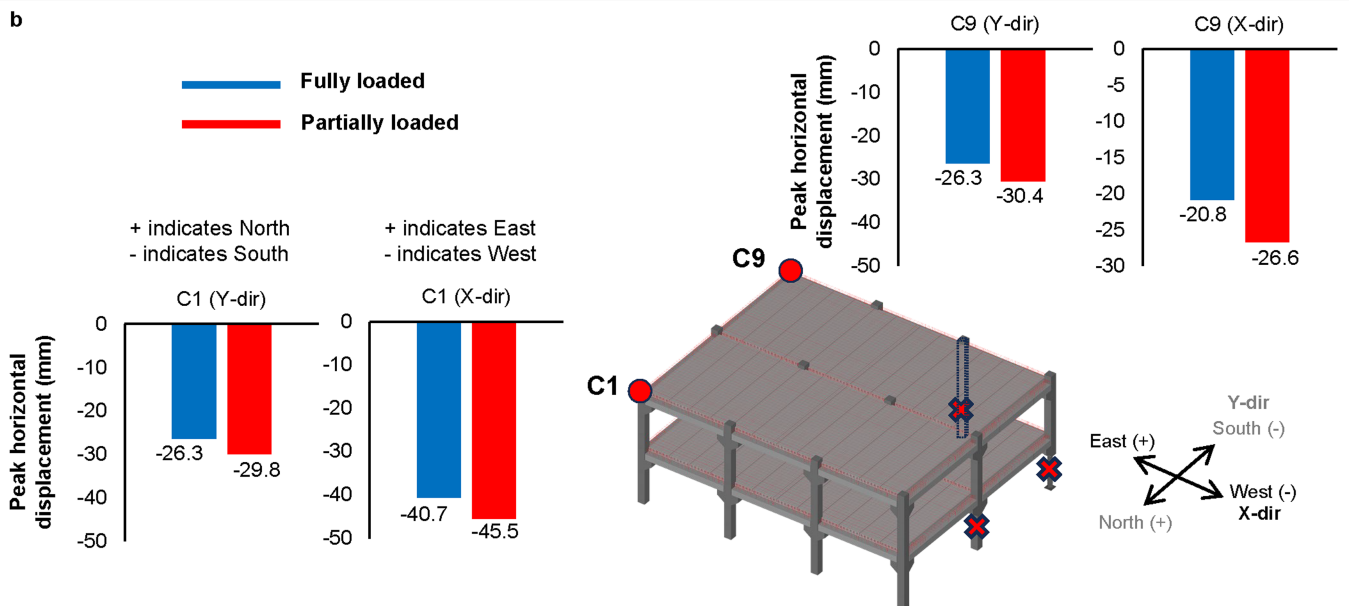 b
Fully loaded
Partially loaded
+ indicates North
- indicates South
+ indicates East
- indicates West
C1 (Y-dir)
Peak horizontal
displacement (mm)
0
-10
-20
-30
-40
-50
-26.3
-29.8
C1 (X-dir)
0
-10
-20
-30
-40
-50
-40.7
-45.5
C9 (Y-dir)
Peak horizontal
displacement (mm)
0
-10
-20
-30
-40
-50
-26.3
-30.4
C9 (X-dir)
0
-5
-10
-15
-20
-25
-30
-20.8
-26.6
C9
C1
Y-dir
South (-)
East (+)
West (-)
X-dir
North (+)